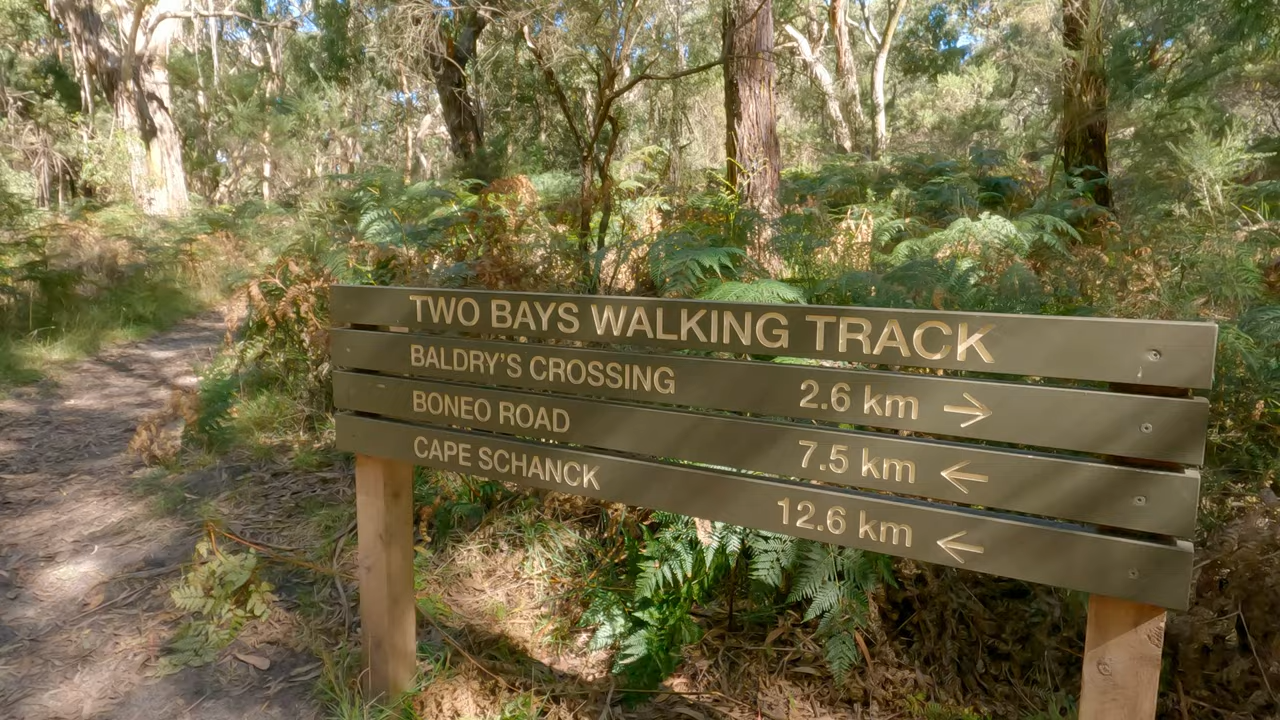 TWO BAYS WALKING TRACK
BALDRY'S CROSSING 2.6 km →
BONEO ROAD 7.5 km ←
CAPE SCHANCK 12.6 km ←